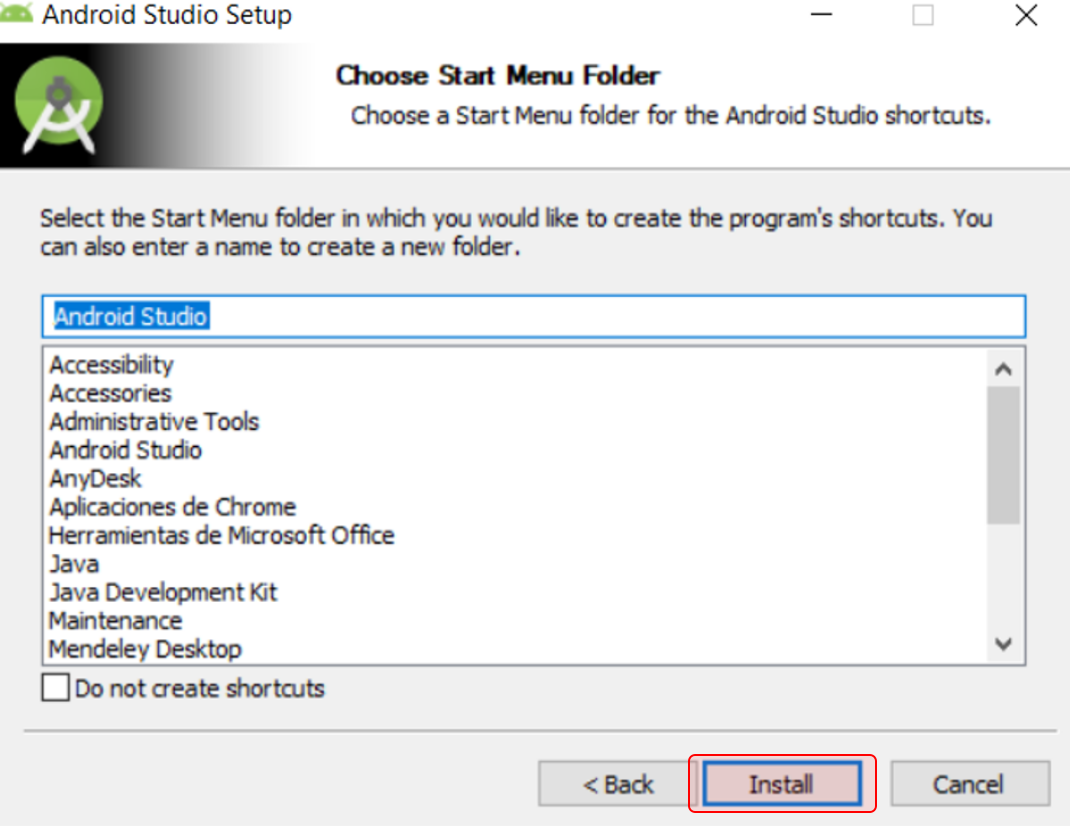 Android Studio Setup
Choose Start Menu Folder
Choose a Start Menu folder for the Android Studio shortcuts.
Select the Start Menu folder in which you would like to create the program's shortcuts. You
can also enter a name to create a new folder.
Android Studio
Accessibility
Accessories
Administrative Tools
Android Studio
AnyDesk
Aplicaciones de Chrome
Herramientas de Microsoft Office
Java
Java Development Kit
Maintenance
Mendeley Desktop
Do not create shortcuts
< Back Install Cancel